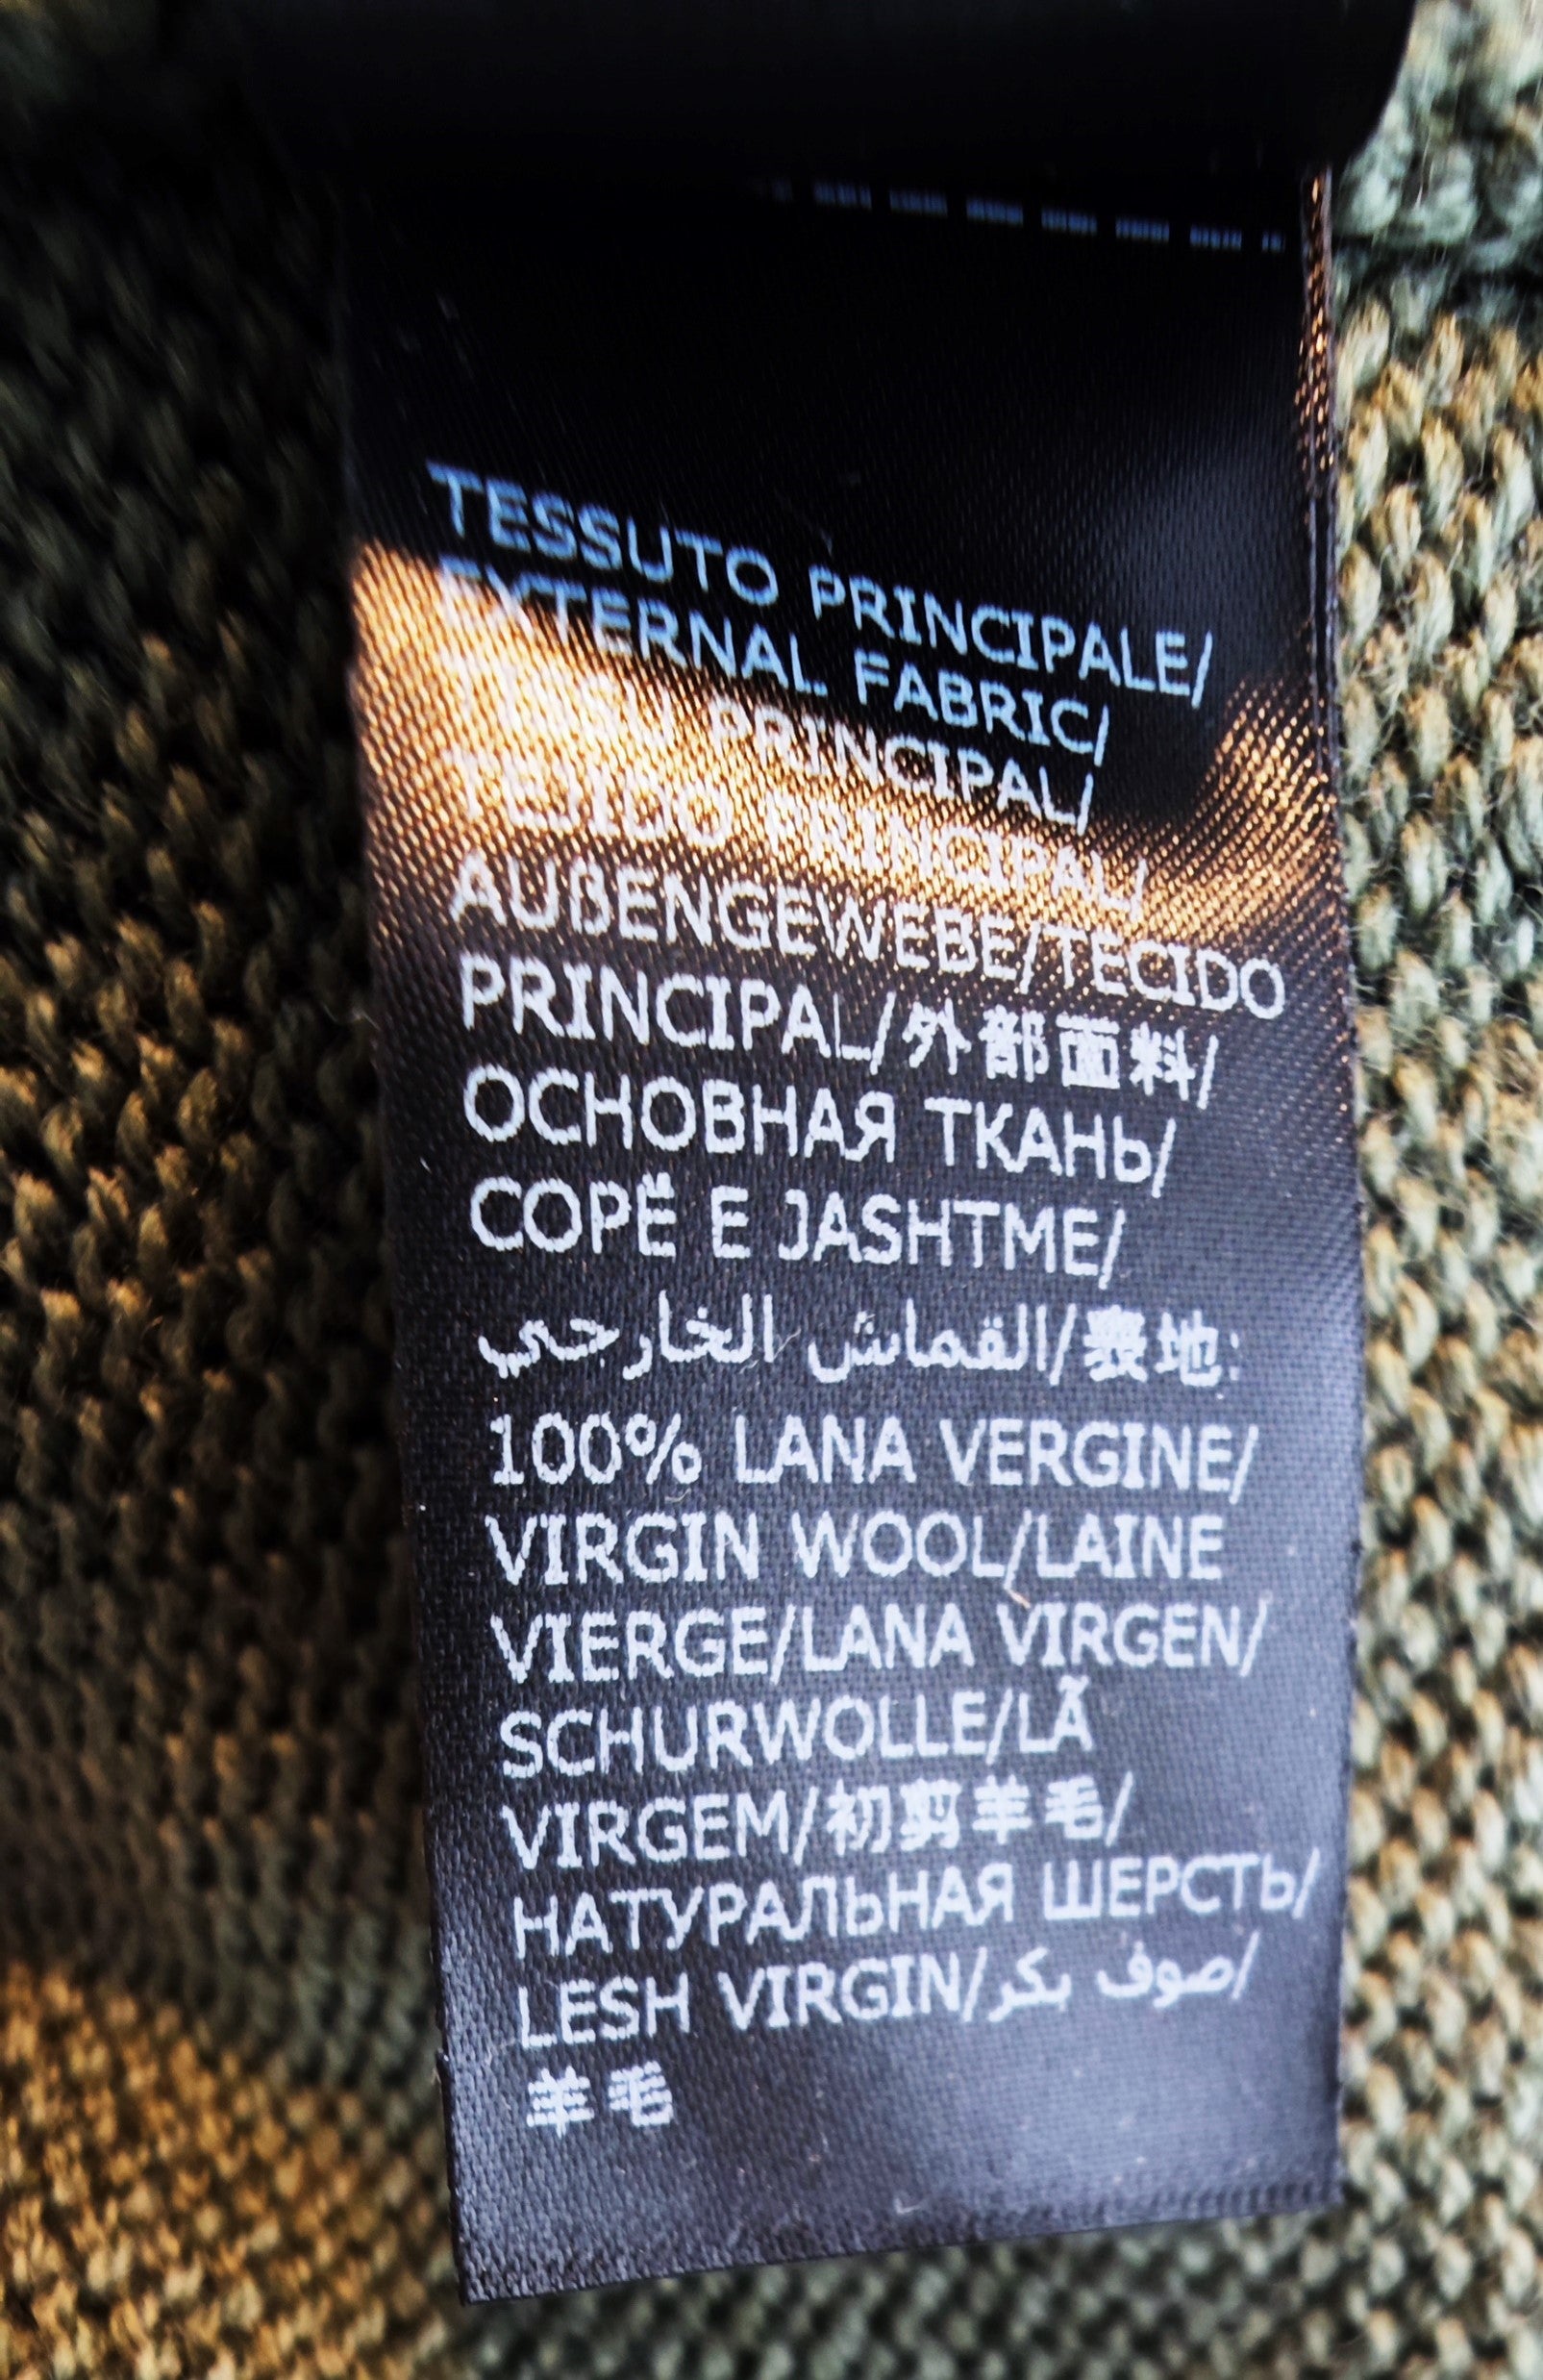 TESSUTO PRINCIPALE/
EXTERNAL FABRIC/
TISSU PRINCIPAL/
TEJIDO PRINCIPAL/
AUßENGEWEBE/TECIDO
PRINCIPAL/外部面料/
ОСНОВНАЯ ТКАНЬ/
COPË E JASHTME/
القماش الخارجي/表地:
100% LANA VERGINE/
VIRGIN WOOL/LAINE
VIERGE/LANA VIRGEN/
SCHURWOLLE/LÃ
VIRGEM/初剪羊毛/
НАТУРАЛЬНАЯ ШЕРСТЬ/
LESH VIRGIN/صوف بكر/
羊毛